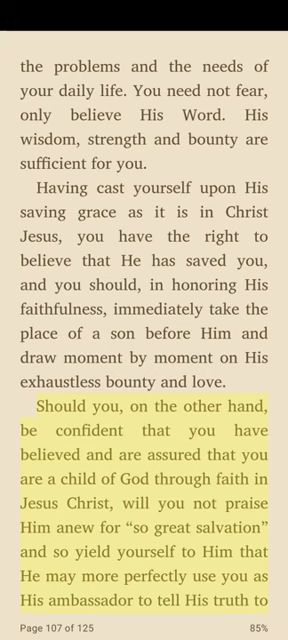 the problems and the needs of
your daily life. You need not fear,
only believe His Word. His
wisdom, strength and bounty are
sufficient for you.
Having cast yourself upon His
saving grace as it is in Christ
Jesus, you have the right to
believe that He has saved you,
and you should, in honoring His
faithfulness, immediately take the
place of a son before Him and
draw moment by moment on His
exhaustless bounty and love.
Should you, on the other hand,
be confident that you have
believed and are assured that you
are a child of God through faith in
Jesus Christ, will you not praise
Him anew for “so great salvation”
and so yield yourself to Him that
He may more perfectly use you as
His ambassador to tell His truth to
Page 107 of 125 85%